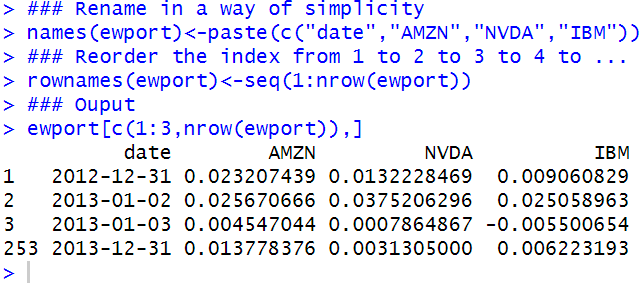 > ### Rename in a way of simplicity
> names(ewport)<-paste(c("date","AMZN","NVDA","IBM"))
> ### Reorder the index from 1 to 2 to 3 to 4 to ...
> rownames(ewport)<-seq(1:nrow(ewport))
> ### Ouput
> ewport[c(1:3,nrow(ewport)),]
          date        AMZN         NVDA          IBM
1   2012-12-31 0.023207439 0.0132228469  0.009060829
2   2013-01-02 0.025670666 0.0375206296  0.025058963
3   2013-01-03 0.004547044 0.0007864867 -0.005500654
253 2013-12-31 0.013778376 0.0031305000  0.006223193
>